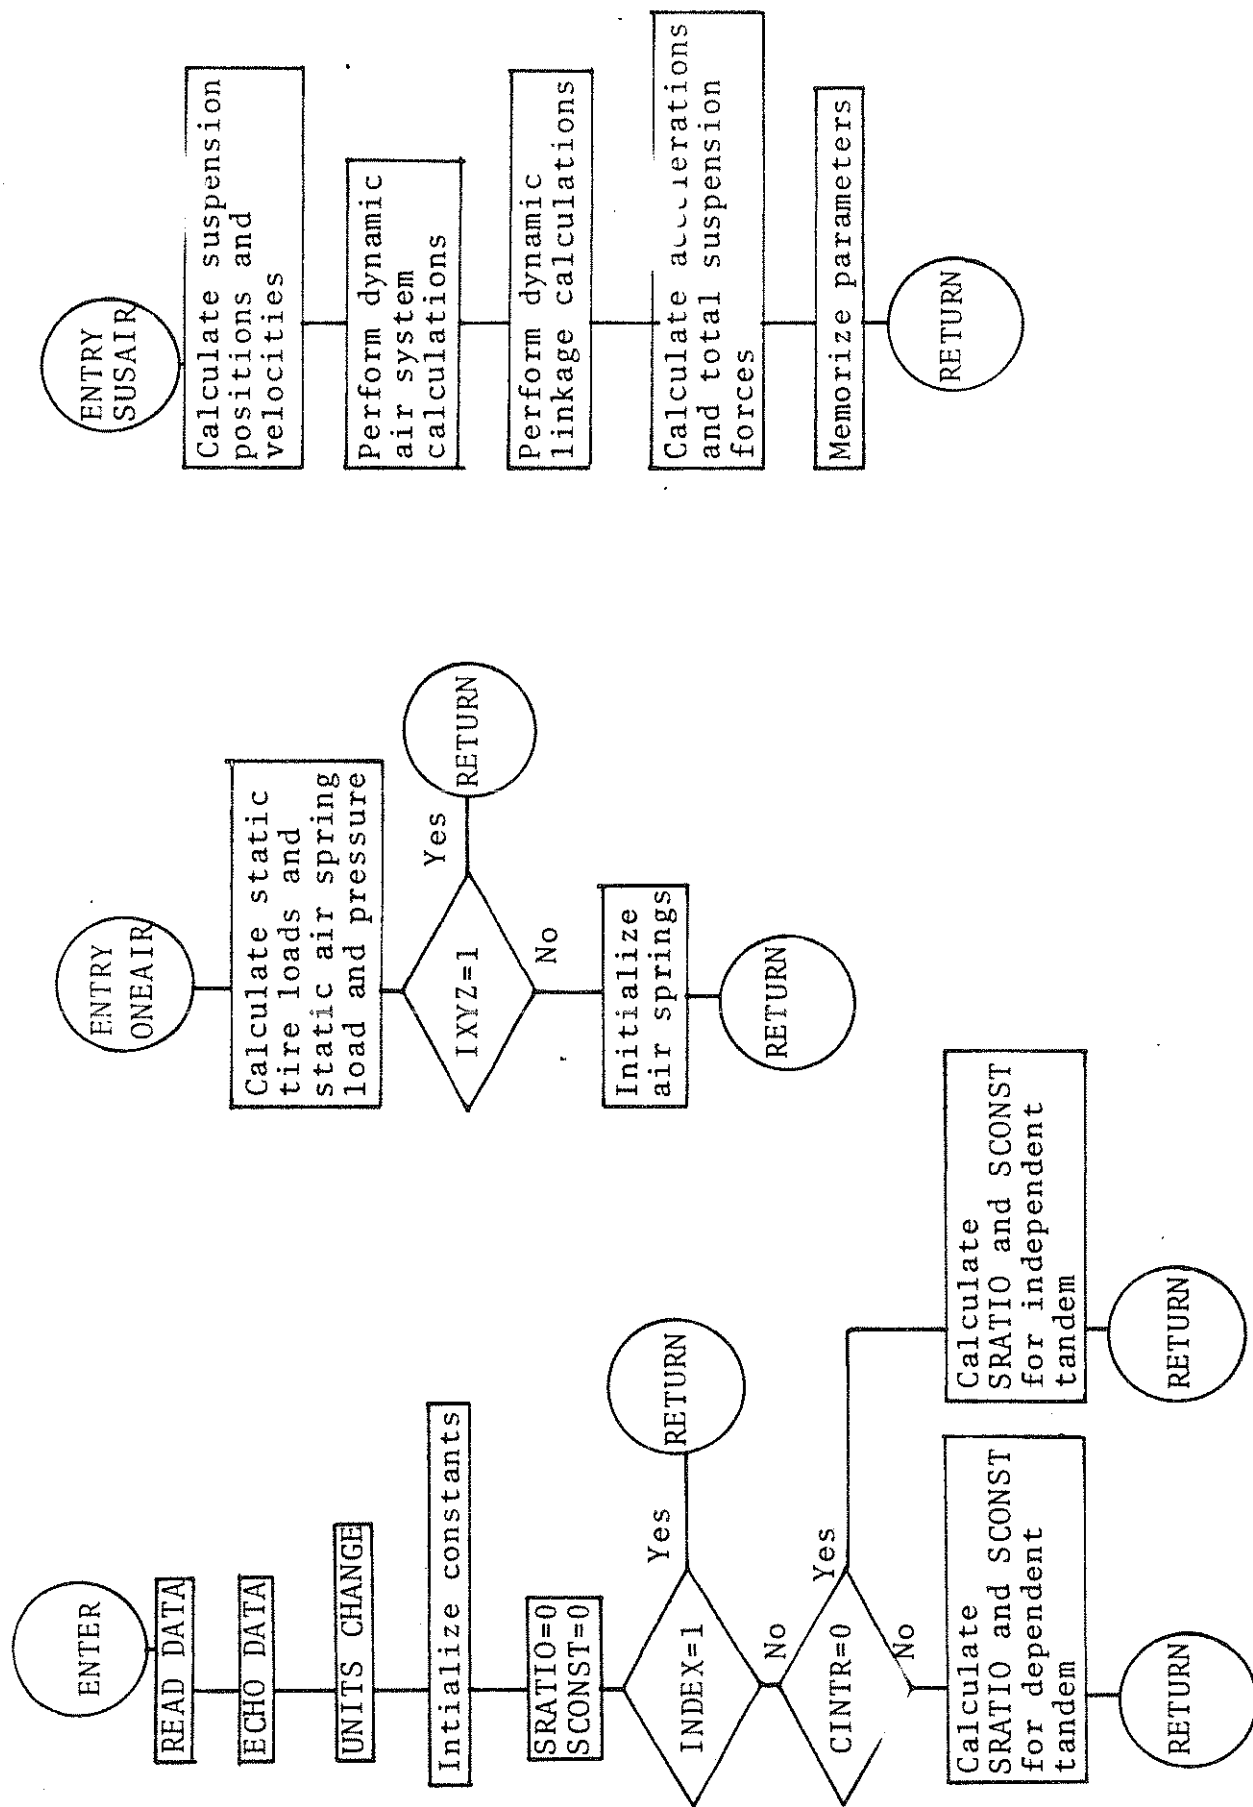 ENTER
READ DATA
ECHO DATA
UNITS CHANGE
Intialize constants
SRATIO=0
SCONST=0
INDEX=1
Yes
RETURN
No
CINTR=0
Yes
No
Calculate
SRATIO and SCONST
for dependent
tandem
RETURN
Calculate
SRATIO and SCONST
for independent
tandem
RETURN
ENTRY
ONEAIR
Calculate static
tire loads and
static air spring
load and pressure
IXYZ=1
Yes
RETURN
No
Initialize
air springs
RETURN
ENTRY
SUSAIR
Calculate suspension
positions and
velocities
Perform dynamic
air system
calculations
Perform dynamic
linkage calculations
Calculate accelerations
and total suspension
forces
Memorize parameters
RETURN